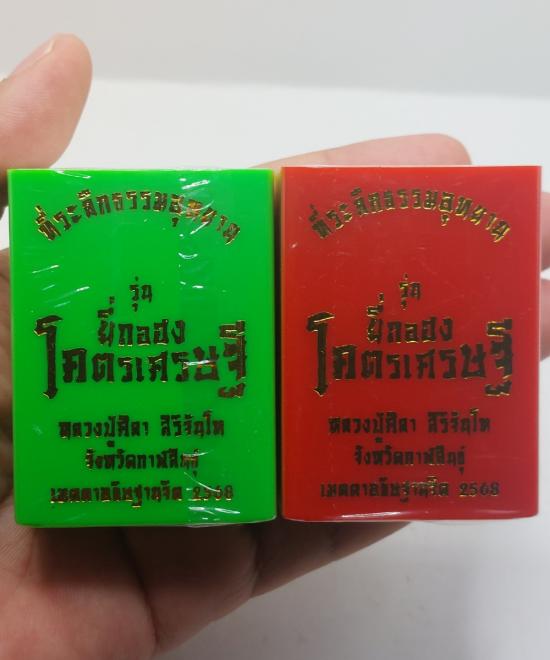 ที่ระลึกธรรมอุทยาน
รุ่น
ยี่กอฮง
โคตรเศรษฐี
หลวงปู่ศิลา สิริจันโท
จังหวัดกาฬสินธุ์
เมตตาอธิษฐานจิต 2568
ที่ระลึกธรรมอุทยาน
รุ่น
ยี่กอฮง
โคตรเศรษฐี
หลวงปู่ศิลา สิริจันโท
จังหวัดกาฬสินธุ์
เมตตาอธิษฐานจิต 2568